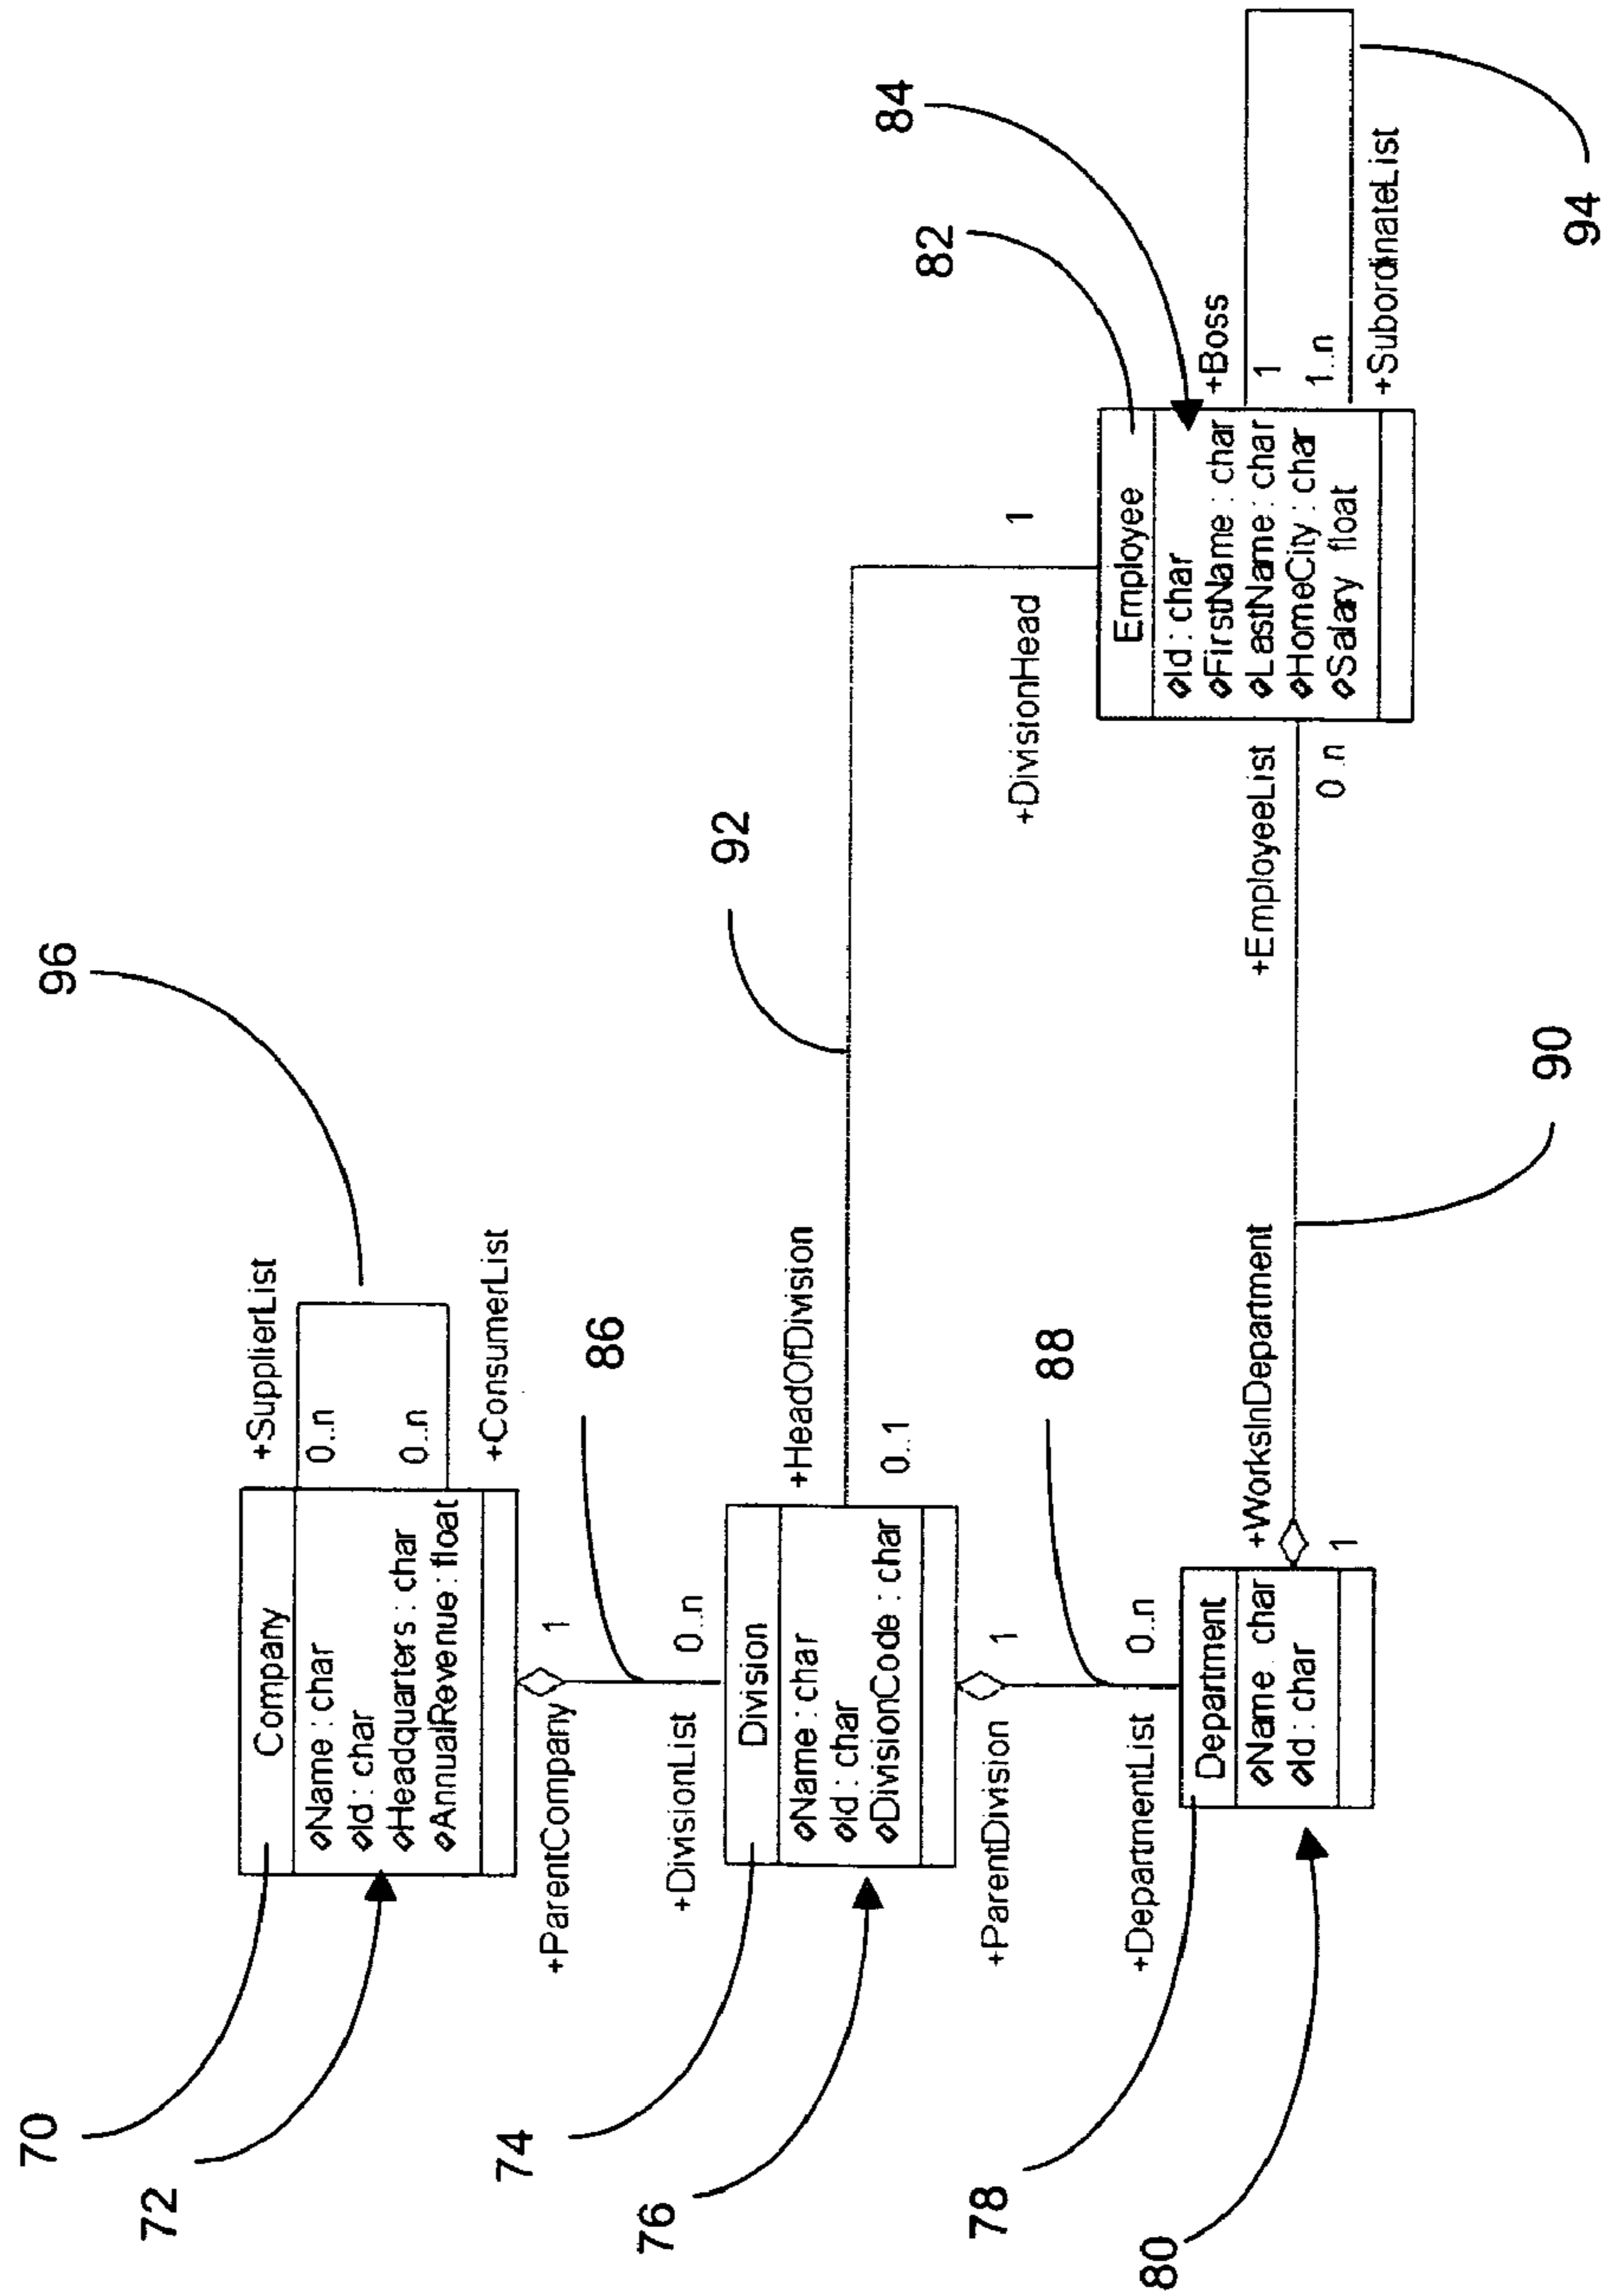 96
+SupplierList
Company
0..n
70
Name : char
Id : char
Headquarters : char
AnnualRevenue : float
0..n
72
+ConsumerList
+ParentCompany
1
86
+DivisionList
0..n
92
74
Division
+HeadOfDivision
Name : char
Id : char
DivisionCode : char
0..1
76
+DivisionHead
1
84
82
+ParentDivision
1
88
+DepartmentList
0..n
78
Employee
Id : char
FirstName : char
LastName : char
HomeCity : char
Salary float
+Boss
1
1..n
+SubordinateList
94
Department
Name char
Id : char
80
+WorksInDepartment
1
+EmployeeList
0..n
90